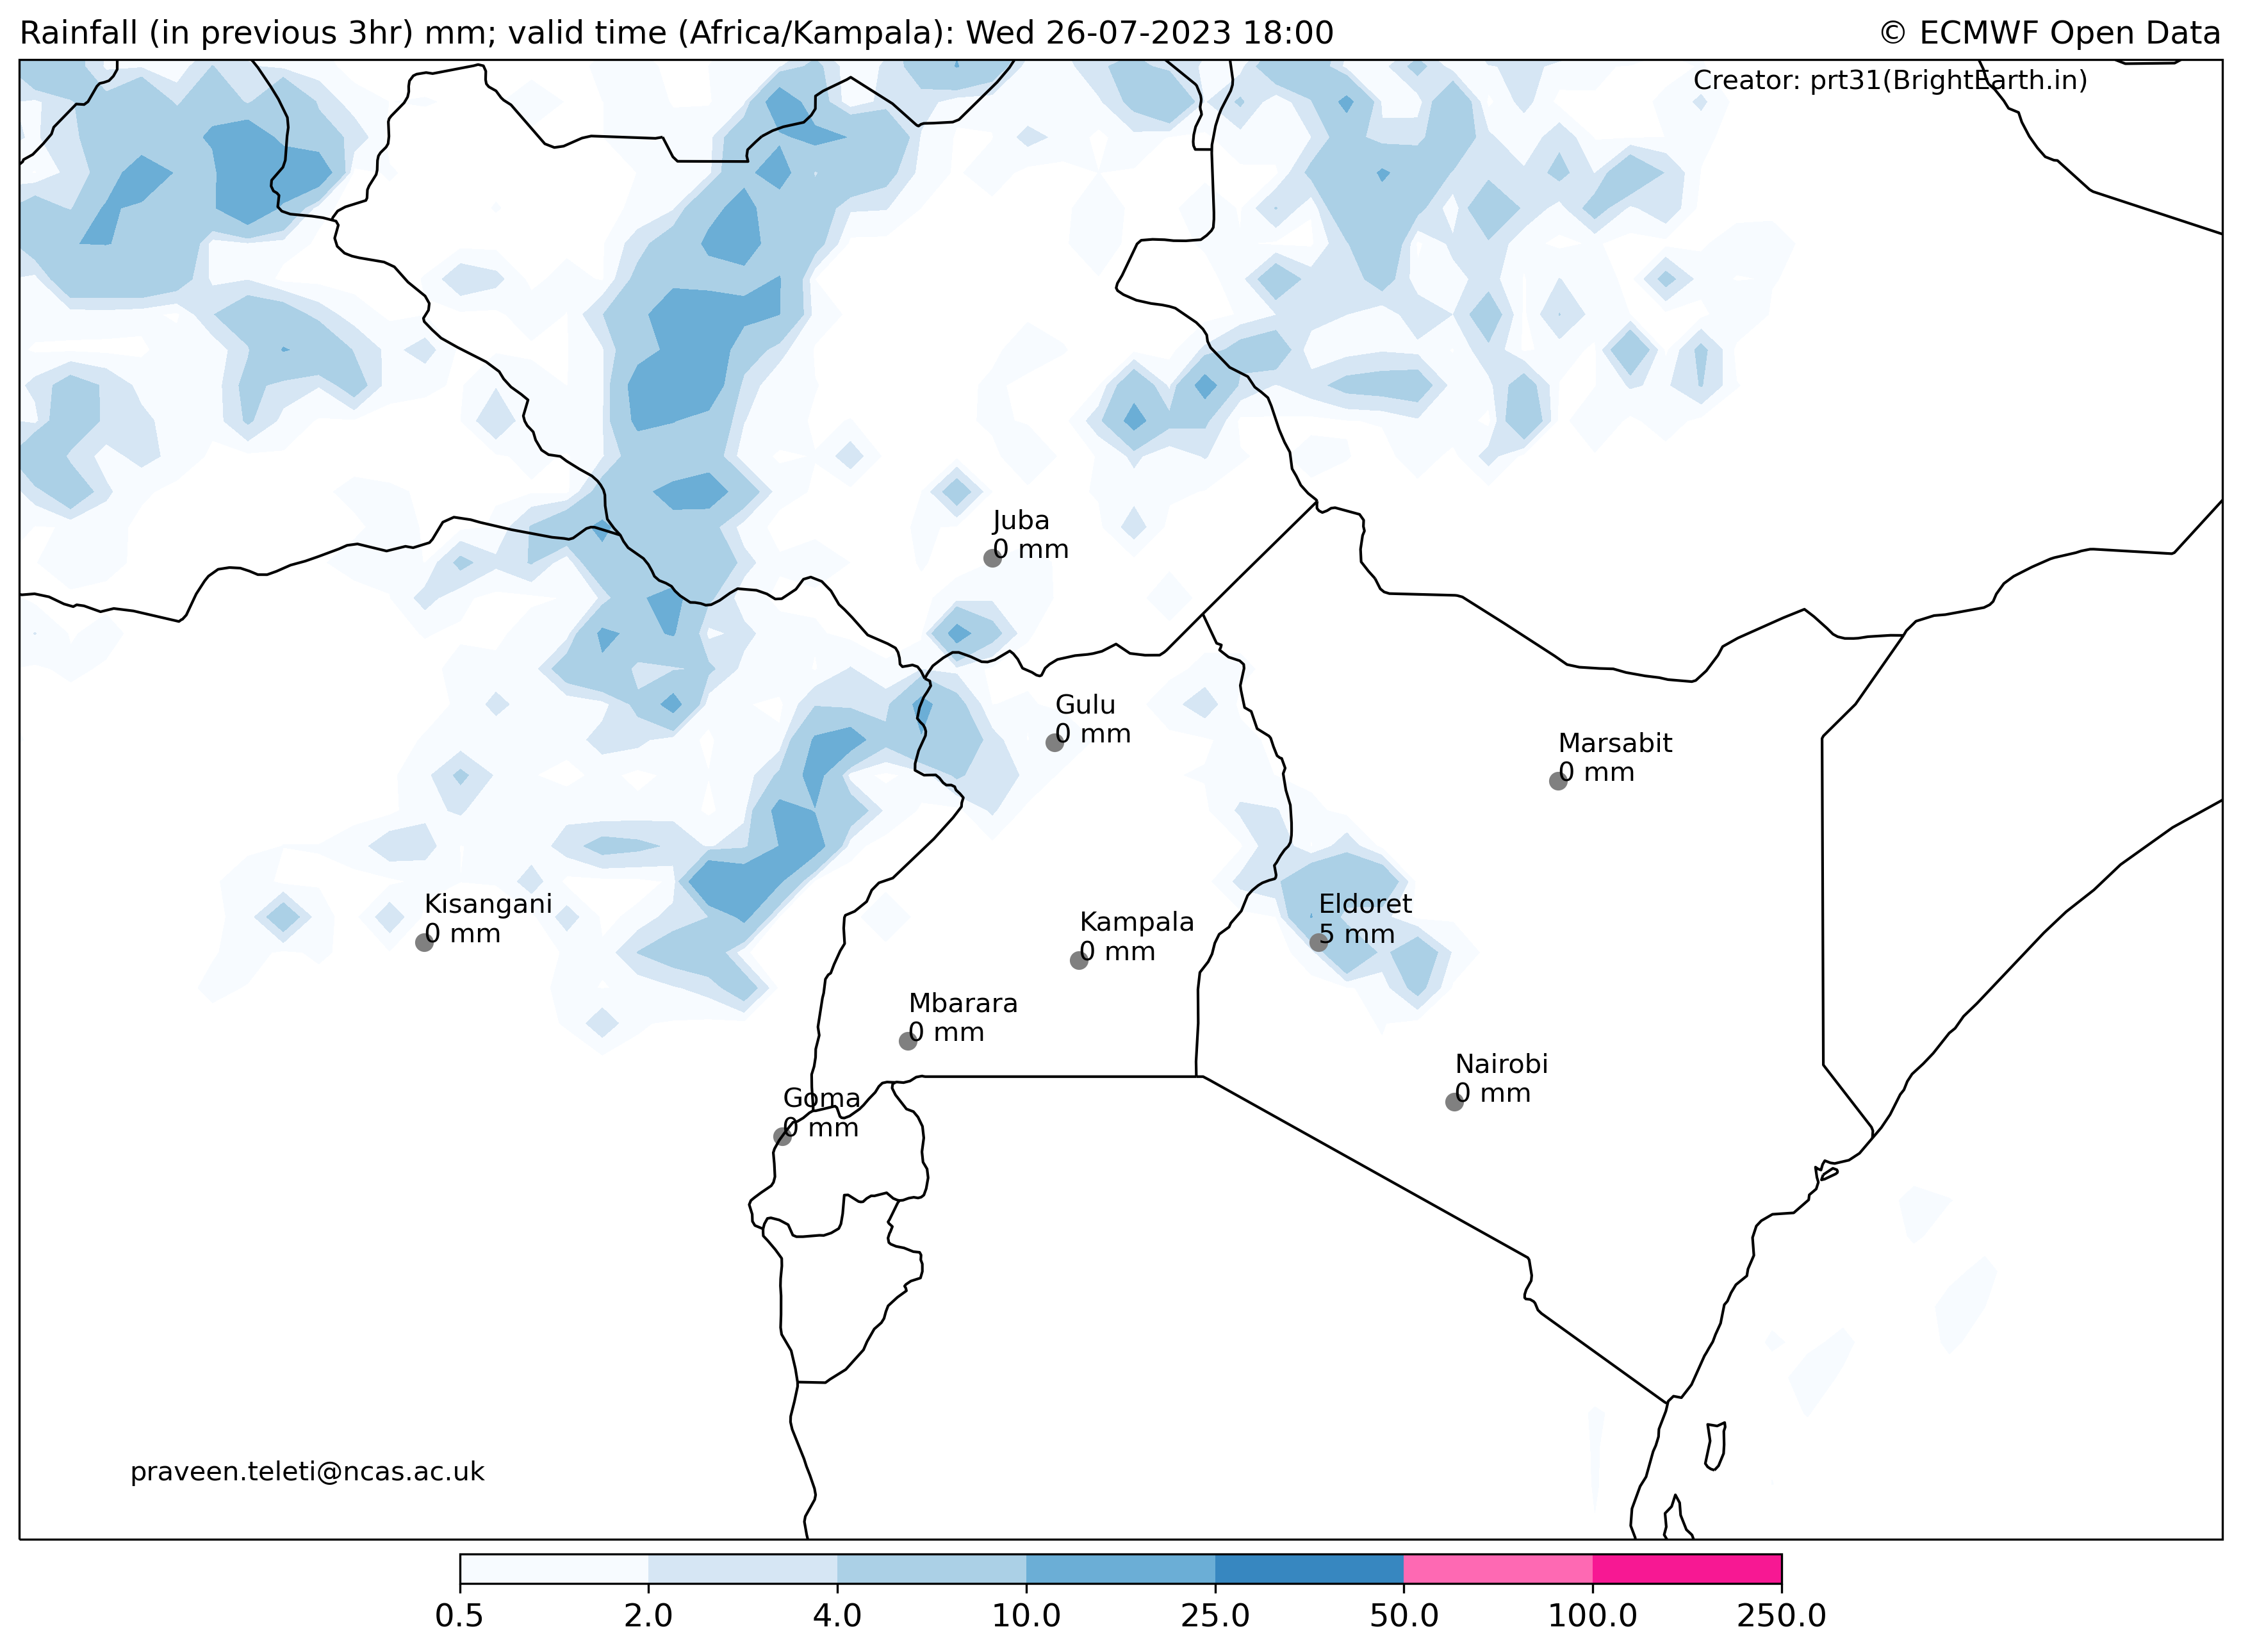 Rainfall (in previous 3hr) mm; valid time (Africa/Kampala): Wed 26-07-2023 18:00
© ECMWF Open Data
Creator: prt31(BrightEarth.in)
Juba
0 mm
Gulu
0 mm
Marsabit
0 mm
Kisangani
0 mm
Eldoret
5 mm
Kampala
0 mm
Mbarara
0 mm
Nairobi
0 mm
Goma
0 mm
praveen.teleti@ncas.ac.uk
0.5 2.0 4.0 10.0 25.0 50.0 100.0 250.0